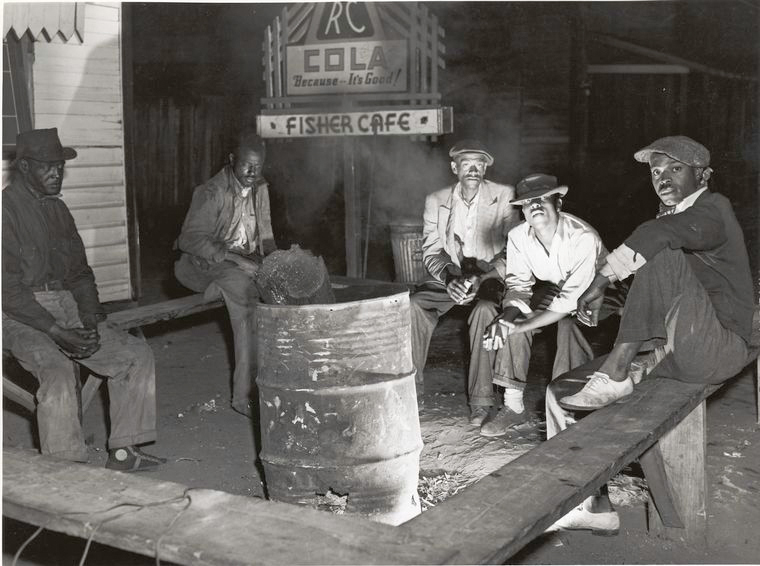 RC
COLA
Because--It's Good!
FISHER CAFE